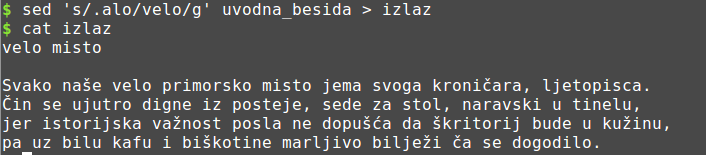 $ sed 's/.alo/velo/g' uvodna_besida > izlaz
$ cat izlaz
velo misto
Svako naše velo primorsko misto jema svoga kroničara, ljetopisca.
Čin se ujutro digne iz posteje, sede za stol, naravski u tinelu,
jer istorijska važnost posla ne dopušća da škritorij bude u kužinu,
pa uz bilu kafu i biškotine marljivo bilježi ča se dogodilo.